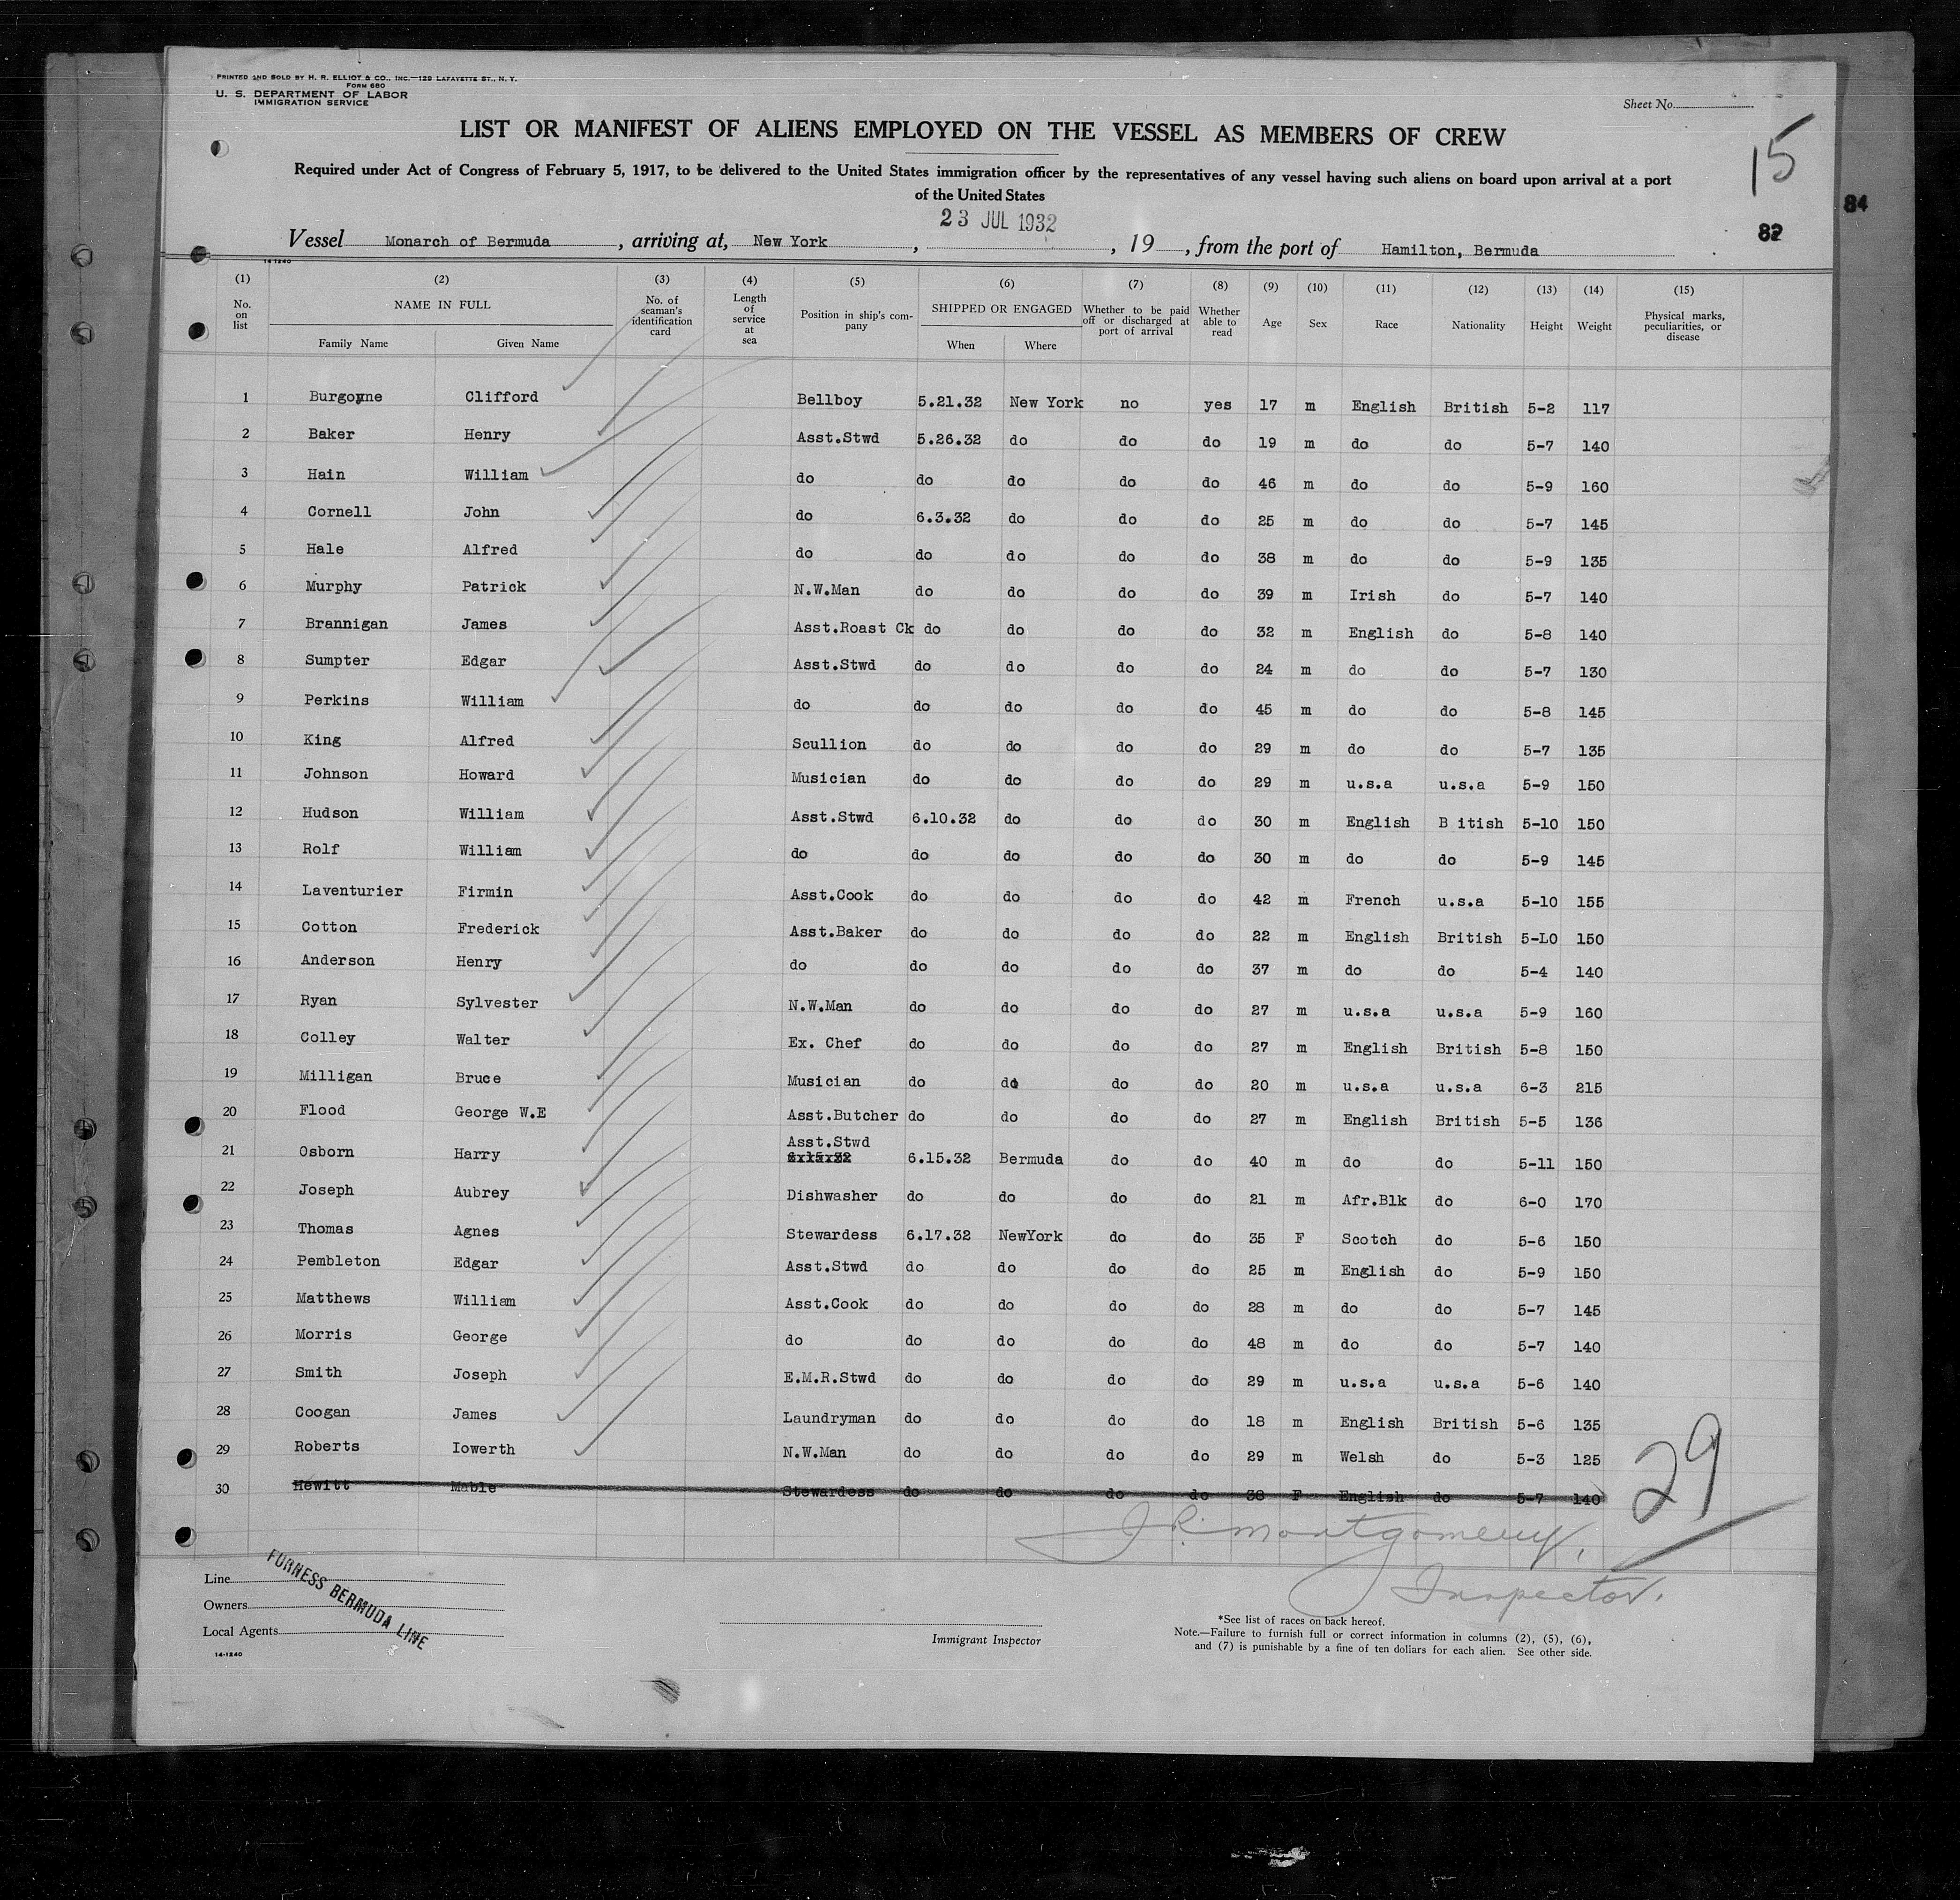 PRINTED AND SOLD BY H. R. ELLIOT & CO., INC.—129 LAFAYETTE ST., N. Y.
FORM 680
U. S. DEPARTMENT OF LABOR
IMMIGRATION SERVICE
Sheet No.
LIST OR MANIFEST OF ALIENS EMPLOYED ON THE VESSEL AS MEMBERS OF CREW
15
Required under Act of Congress of February 5, 1917, to be delivered to the United States immigration officer by the representatives of any vessel having such aliens on board upon arrival at a port
of the United States
84
82
23 JUL 1932
Vessel Monarch of Bermuda, arriving at, New York, , 19 , from the port of Hamilton, Bermuda
14-1240
(1) (2) (3) (4) (5) (6) (7) (8) (9) (10) (11) (12) (13) (14) (15)
No. on list NAME IN FULL No. of seaman's identification card Length of service at sea Position in ship's company SHIPPED OR ENGAGED Whether to be paid off or discharged at port of arrival Whether able to read Age Sex Race Nationality Height Weight Physical marks, peculiarities, or disease
Family Name Given Name When Where
1 Burgoyne Clifford Bellboy 5.21.32 New York no yes 17 m English British 5-2 117
2 Baker Henry Asst.Stwd 5.26.32 do do do 19 m do do 5-7 140
3 Hain William do do do do do 46 m do do 5-9 160
4 Cornell John do 6.3.32 do do do 25 m do do 5-7 145
5 Hale Alfred do do do do do 38 m do do 5-9 135
6 Murphy Patrick N.W.Man do do do do 39 m Irish do 5-7 140
7 Brannigan James Asst.Roast Ck do do do do 32 m English do 5-8 140
8 Sumpter Edgar Asst.Stwd do do do do 24 m do do 5-7 130
9 Perkins William do do do do do 45 m do do 5-8 145
10 King Alfred Scullion do do do do 29 m do do 5-7 135
11 Johnson Howard Musician do do do do 29 m u.s.a u.s.a 5-9 150
12 Hudson William Asst.Stwd 6.10.32 do do do 30 m English B itish 5-10 150
13 Rolf William do do do do do 30 m do do 5-9 145
14 Laventurier Firmin Asst.Cook do do do do 42 m French u.s.a 5-10 155
15 Cotton Frederick Asst.Baker do do do do 22 m English British 5-L0 150
16 Anderson Henry do do do do do 37 m do do 5-4 140
17 Ryan Sylvester N.W.Man do do do do 27 m u.s.a u.s.a 5-9 160
18 Colley Walter Ex. Chef do do do do 27 m English British 5-8 150
19 Milligan Bruce Musician do do do do 20 m u.s.a u.s.a 6-3 215
20 Flood George W.E Asst.Butcher do do do do 27 m English British 5-5 136
21 Osborn Harry Asst.Stwd 6.15.32 Bermuda do do 40 m do do 5-11 150
22 Joseph Aubrey Dishwasher do do do do 21 m Afr.Blk do 6-0 170
23 Thomas Agnes Stewardess 6.17.32 NewYork do do 35 F Scotch do 5-6 150
24 Pembleton Edgar Asst.Stwd do do do do 25 m English do 5-9 150
25 Matthews William Asst.Cook do do do do 28 m do do 5-7 145
26 Morris George do do do do do 48 m do do 5-7 140
27 Smith Joseph E.M.R.Stwd do do do do 29 m u.s.a u.s.a 5-6 140
28 Coogan James Laundryman do do do do 18 m English British 5-6 135
29 Roberts Iowerth N.W.Man do do do do 29 m Welsh do 5-3 125
30 Hewitt Mable Stewardess do do do do 38 F English do 5-7 140
29
J R. Montgomery,
Inspector.
Line
Owners
Local Agents
FURNESS BERMUDA LINE
14-1240
Immigrant Inspector
*See list of races on back hereof.
Note.—Failure to furnish full or correct information in columns (2), (5), (6),
and (7) is punishable by a fine of ten dollars for each alien. See other side.